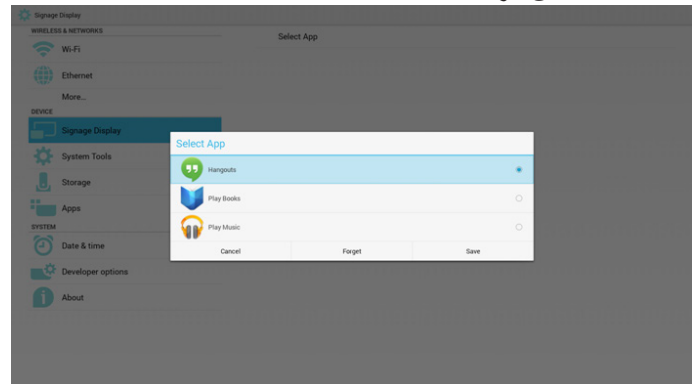 Signage Display
WIRELESS & NETWORKS
Select App
Wi-Fi
Ethernet
More...
DEVICE
Signage Display
System Tools
Storage
Apps
SYSTEM
Date & time
Developer options
About
Select App
Hangouts
Play Books
Play Music
Cancel Forget Save